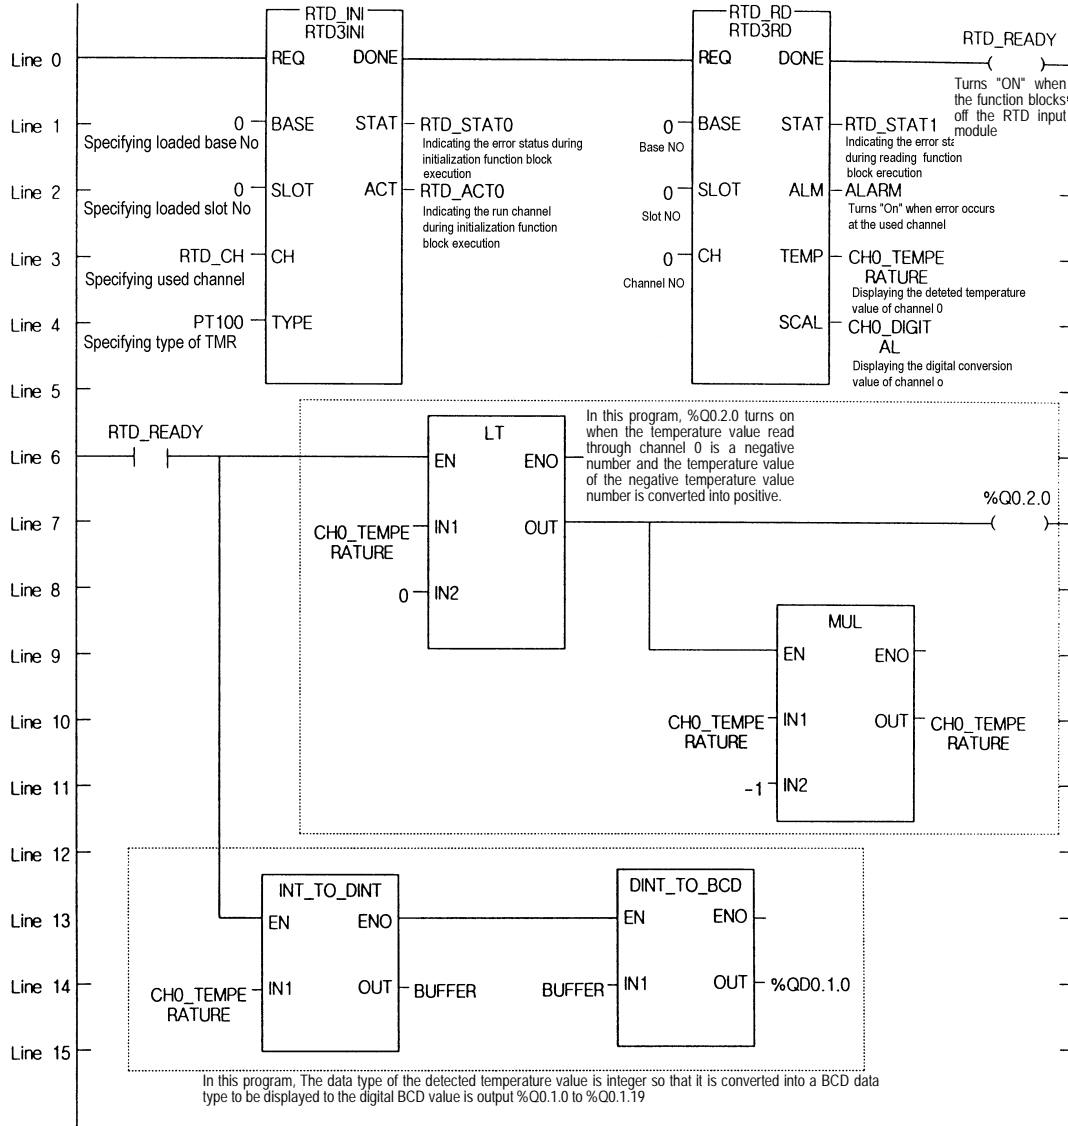 RTD_INI
RTD3INI
RTD_RD
RTD3RD
RTD_READY
Line 0
REQ DONE
REQ DONE
Turns "ON" when
the function blocks
off the RTD input
module
Line 1
0
BASE STAT
RTD_STAT0
Specifying loaded base No
Indicating the error status during
initialization function block
execution
0
BASE STAT
RTD_STAT1
Base NO
Indicating the error sta
during reading function
block erecution
Line 2
0
SLOT ACT
RTD_ACT0
Specifying loaded slot No
Indicating the run channel
during initialization function
block execution
0
SLOT ALM
ALARM
Slot NO
Turns "On" when error occurs
at the used channel
Line 3
RTD_CH
CH
Specifying used channel
0
CH TEMP
CH0_TEMPE
RATURE
Channel NO
Displaying the deteted temperature
value of channel 0
Line 4
PT100
TYPE
Specifying type of TMR
SCAL
CH0_DIGIT
AL
Displaying the digital conversion
value of channel o
Line 5
RTD_READY
LT
In this program, %Q0.2.0 turns on
when the temperature value read
through channel 0 is a negative
number and the temperature value
of the negative temperature value
number is converted into positive.
Line 6
EN ENO
%Q0.2.0
Line 7
CH0_TEMPE
RATURE
IN1 OUT
Line 8
0
IN2
MUL
Line 9
EN ENO
Line 10
CH0_TEMPE
RATURE
IN1 OUT
CH0_TEMPE
RATURE
Line 11
-1
IN2
Line 12
INT_TO_DINT
DINT_TO_BCD
Line 13
EN ENO
EN ENO
Line 14
CH0_TEMPE
RATURE
IN1 OUT
BUFFER
BUFFER
IN1 OUT
%QD0.1.0
Line 15
In this program, The data type of the detected temperature value is integer so that it is converted into a BCD data
type to be displayed to the digital BCD value is output %Q0.1.0 to %Q0.1.19